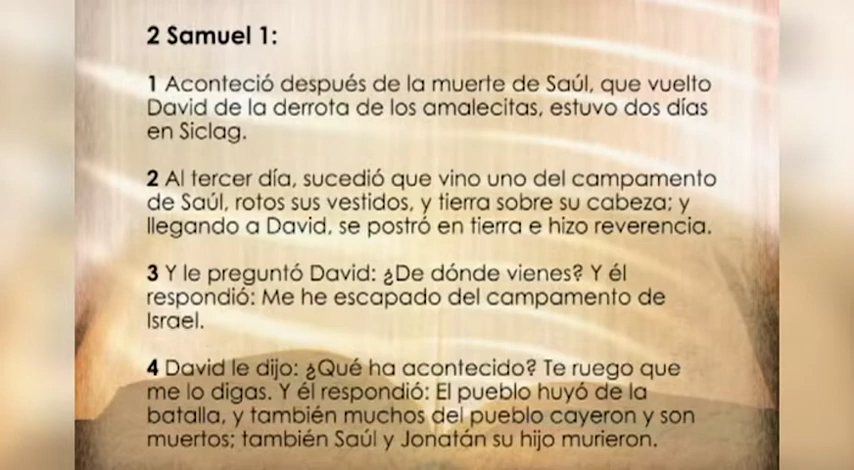 2 Samuel 1:
1 Aconteció después de la muerte de Saúl, que vuelto
David de la derrota de los amalecitas, estuvo dos días
en Siclag.
2 Al tercer día, sucedió que vino uno del campamento
de Saúl, rotos sus vestidos, y tierra sobre su cabeza; y
llegando a David, se postró en tierra e hizo reverencia.
3 Y le preguntó David: ¿De dónde vienes? Y él
respondió: Me he escapado del campamento de
Israel.
4 David le dijo: ¿Qué ha acontecido? Te ruego que
me lo digas. Y él respondió: El pueblo huyó de la
batalla, y también muchos del pueblo cayeron y son
muertos; también Saúl y Jonatán su hijo murieron.